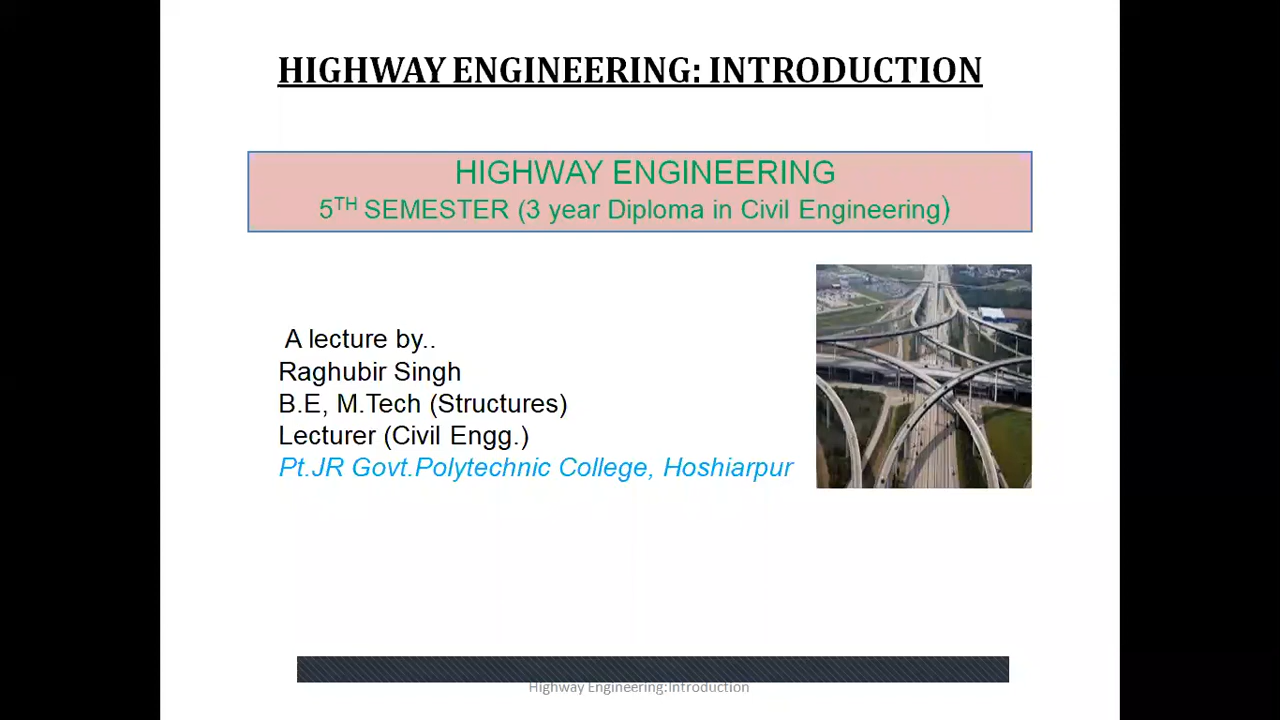 HIGHWAY ENGINEERING: INTRODUCTION
HIGHWAY ENGINEERING
5TH SEMESTER (3 year Diploma in Civil Engineering)
A lecture by..
Raghubir Singh
B.E, M.Tech (Structures)
Lecturer (Civil Engg.)
Pt.JR Govt.Polytechnic College, Hoshiarpur
Highway Engineering:Introduction